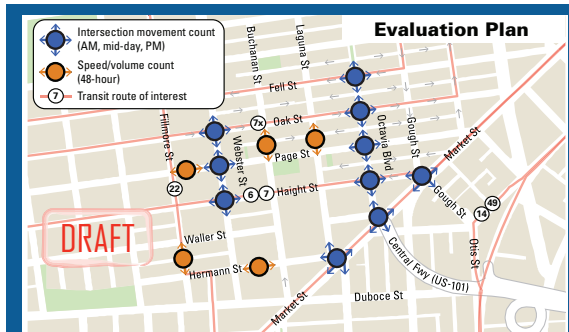 Evaluation Plan
Intersection movement count
(AM, mid-day, PM)
Speed/volume count
(48-hour)
7 Transit route of interest
Buchanan St
Laguna St
Fell St
7x
Oak St
Fillmore St
Webster St
Page St
Octavia Blvd
Gough St
Market St
22
6 7 Haight St
Gough St
49
14
DRAFT
Waller St
Otis St
Hermann St
Central Fwy (US-101)
Market St
Duboce St